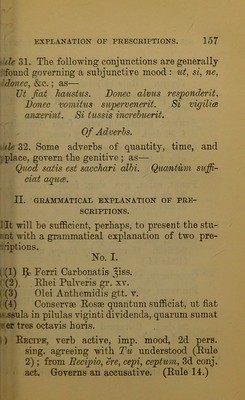 EXPLANATION OF PRESCRIPTIONS. 157
31. The following conjunctions are generally
found governing a subjunctive mood: ut, si, ne,
donec, &c.; as—
Ut fiat haustus. Donec alvus responderit.
Donec vomitus supervenerit. Si vigiliæ
anxerint. Si tussis increbuerit.
Of Adverbs.
32. Some adverbs of quantity, time, and
place, govern the genitive; as—
Quod satis est sacchari albi. Quantùm suffi-
ciat aquæ.
II. GRAMMATICAL EXPLANATION OF PRE-
SCRIPTIONS.
It will be sufficient, perhaps, to present the stu-
with a grammatical explanation of two pre-
No. I.
(1) ℞. Ferri Carbonatis ʒiss.
(2) Rhei Pulveris gr. xv.
(3) Olei Anthemidis gtt. v.
(4) Conservæ Rosæ quantum sufficiat, ut fiat
in pilulas viginti dividenda, quarum sumat
tres octavis horis.
) RECIPE, verb active, imp. mood, 2d pers.
sing. agreeing with Tu understood (Rule
2); from Recipio, ĕre, cepi, ceptum, 3d conj.
act. Governs an accusative. (Rule 14.)